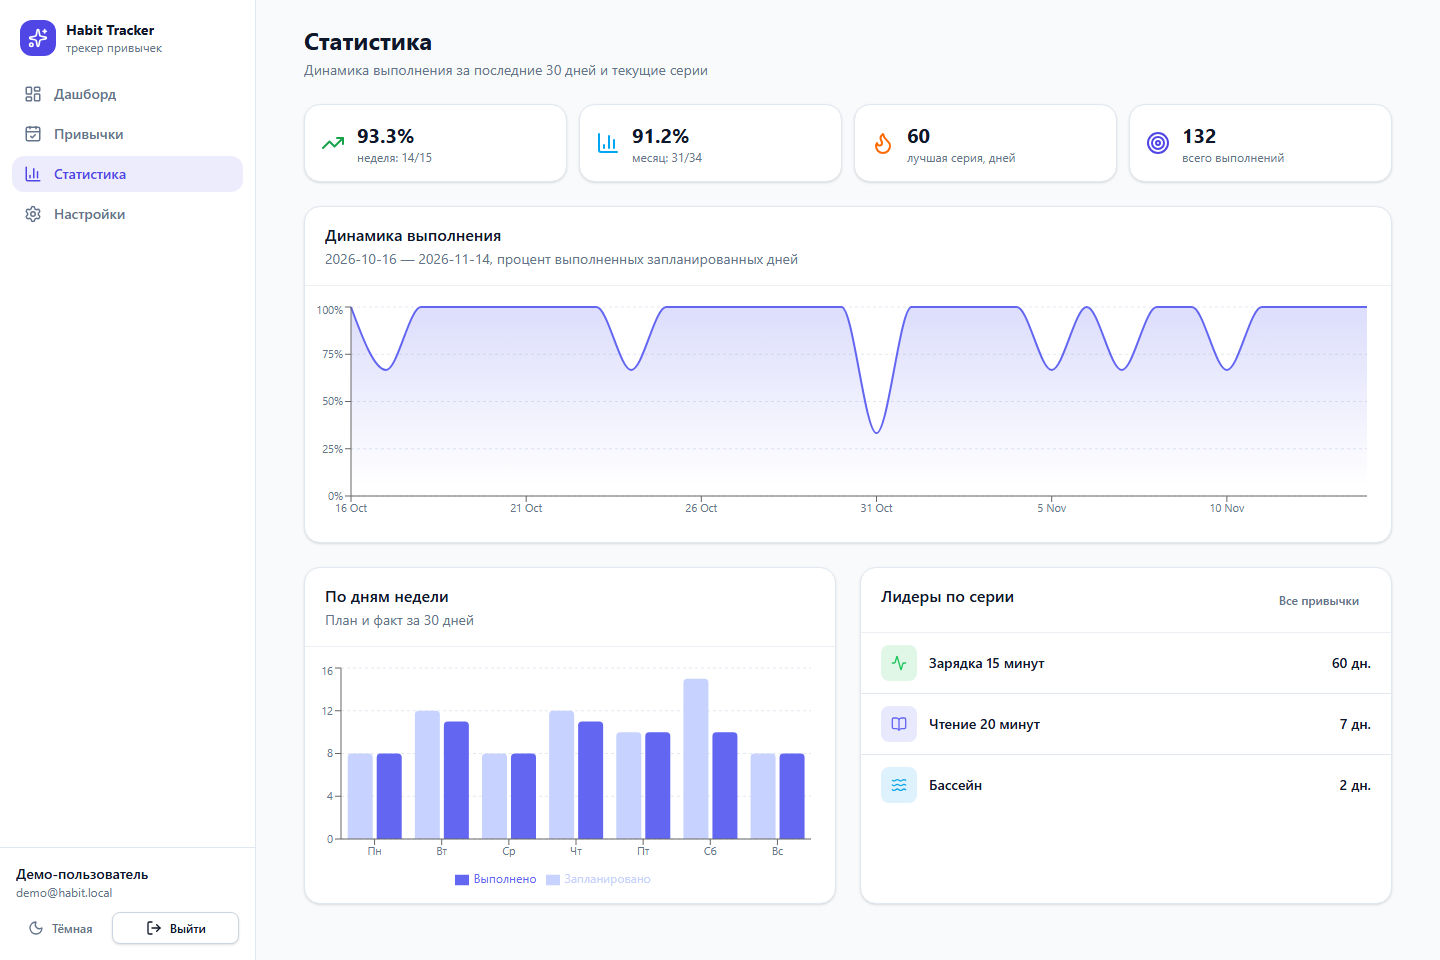 Habit Tracker
трекер привычек
Дашборд
Привычки
Статистика
Настройки
Демо-пользователь
demo@habit.local
Тёмная
Выйти
Статистика
Динамика выполнения за последние 30 дней и текущие серии
93.3%
неделя: 14/15
91.2%
месяц: 31/34
60
лучшая серия, дней
132
всего выполнений
Динамика выполнения
2026-10-16 — 2026-11-14, процент выполненных запланированных дней
100%
75%
50%
25%
0%
16 Oct 21 Oct 26 Oct 31 Oct 5 Nov 10 Nov
По дням недели
План и факт за 30 дней
16
12
8
4
0
Пн Вт Ср Чт Пт Сб Вс
Выполнено Запланировано
Лидеры по серии
Все привычки
Зарядка 15 минут 60 дн.
Чтение 20 минут 7 дн.
Бассейн 2 дн.